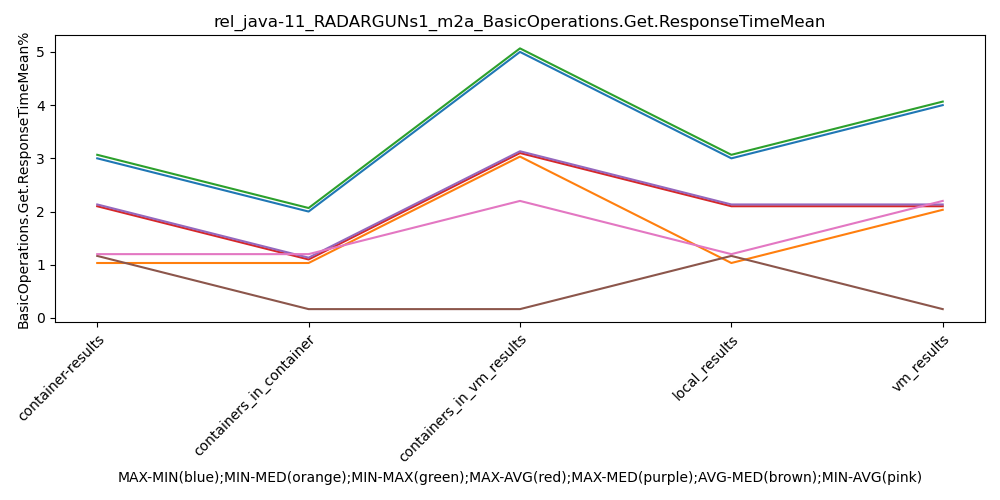 rel_java-11_RADARGUNs1_m2a_BasicOperations.Get.ResponseTimeMean
BasicOperations.Get.ResponseTimeMean%
5
4
3
2
1
0
container-results
containers_in_container
containers_in_vm_results
local_results
vm_results
MAX-MIN(blue);MIN-MED(orange);MIN-MAX(green);MAX-AVG(red);MAX-MED(purple);AVG-MED(brown);MIN-AVG(pink)